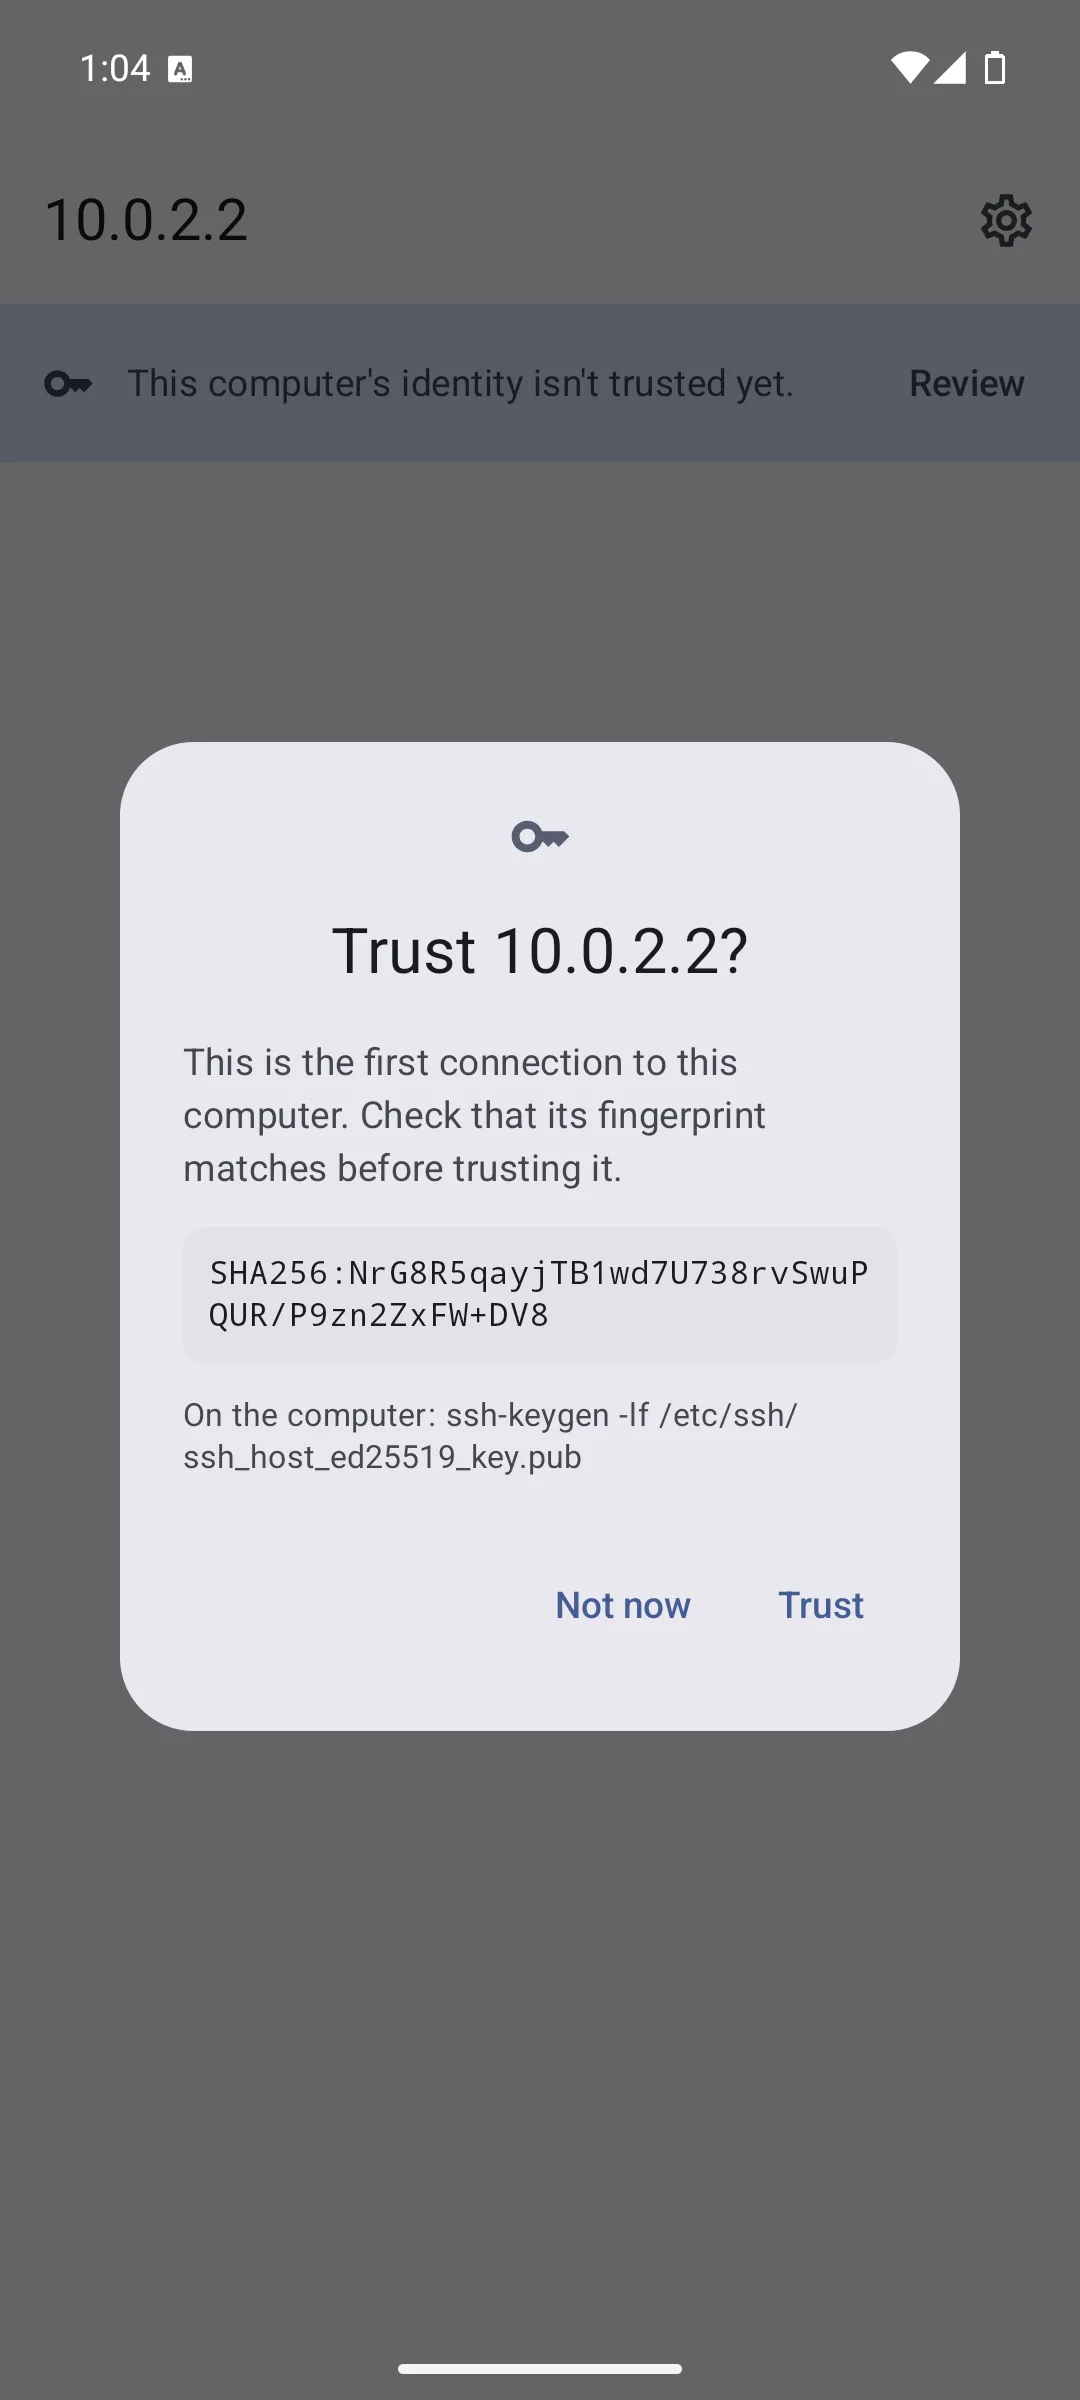 1:04
10.0.2.2
This computer's identity isn't trusted yet. Review
Trust 10.0.2.2?
This is the first connection to this
computer. Check that its fingerprint
matches before trusting it.
SHA256:NrG8R5qayjTB1wd7U738rvSwuP
QUR/P9zn2ZxFW+DV8
On the computer: ssh-keygen -lf /etc/ssh/
ssh_host_ed25519_key.pub
Not now Trust